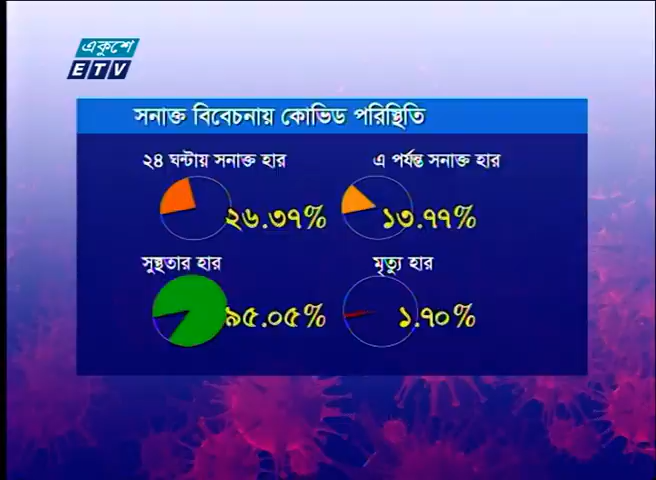 একুশে
ETV
সনাক্ত বিবেচনায় কোভিড পরিস্থিতি
২৪ ঘন্টায় সনাক্ত হার
এ পর্যন্ত সনাক্ত হার
২৬.৩৭%
১৩.৭৭%
সুস্থতার হার
মৃত্যু হার
৯৫.০৫%
১.৭০%